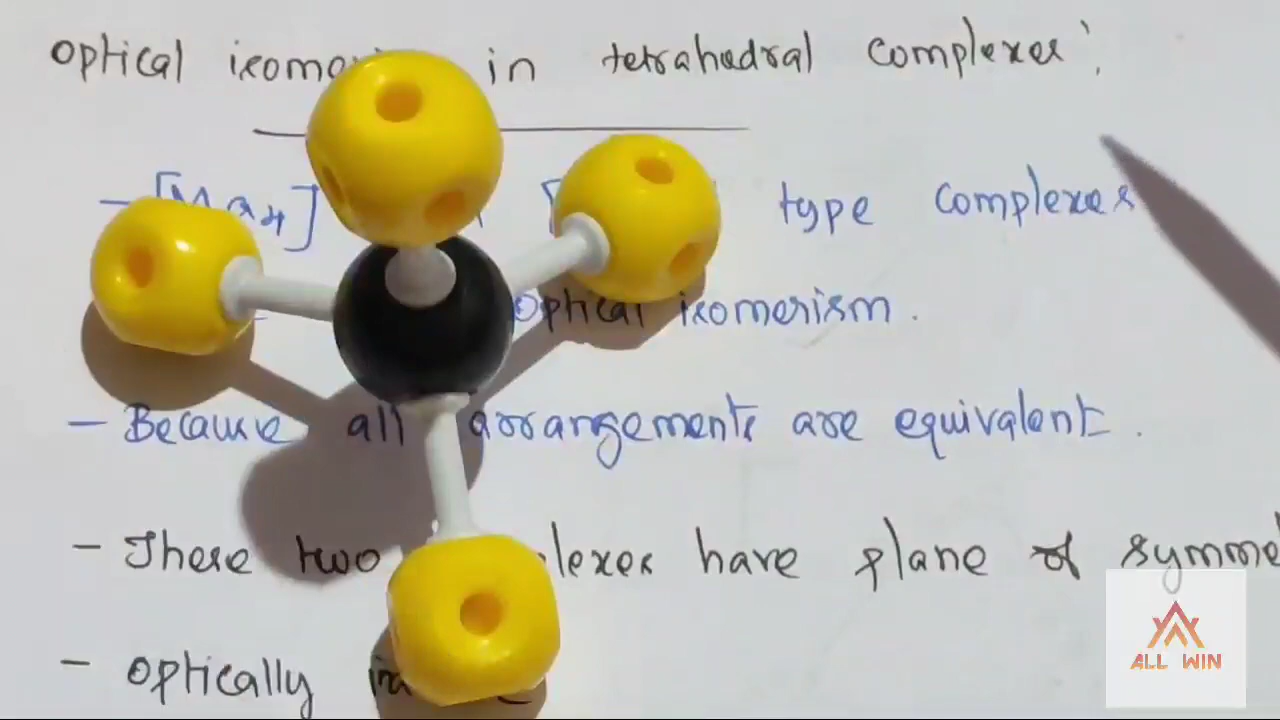 optical in tetrahedral complexes
- [Ma4] type complexes
optical isomerism.
- Because all arrangements are equivalent.
- These two have plane of
- optically
ALL WIN